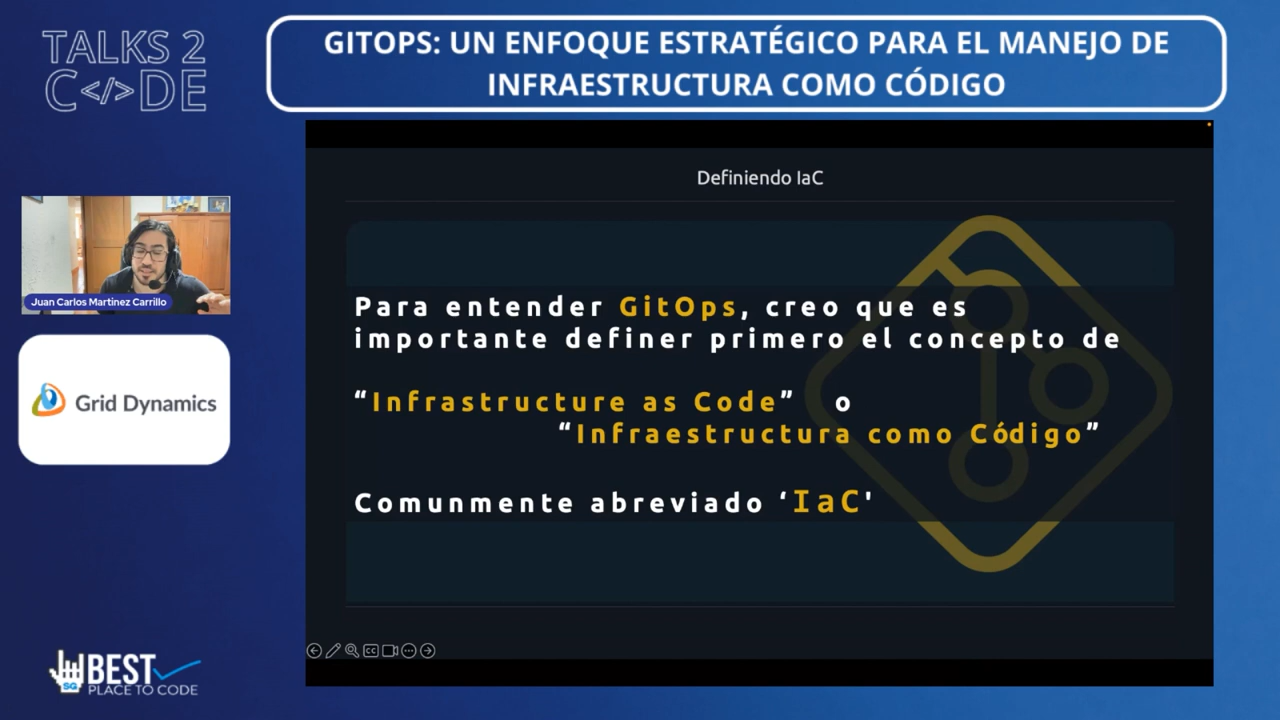 TALKS 2
C</>DE
GITOPS: UN ENFOQUE ESTRATÉGICO PARA EL MANEJO DE
INFRAESTRUCTURA COMO CÓDIGO
Definiendo IaC
Juan Carlos Martinez Carrillo
Grid Dynamics
Para entender GitOps, creo que es
importante definer primero el concepto de
“Infrastructure as Code” o
“Infraestructura como Código”
Comunmente abreviado ‘IaC'
CC
SG
BEST
PLACE TO CODE